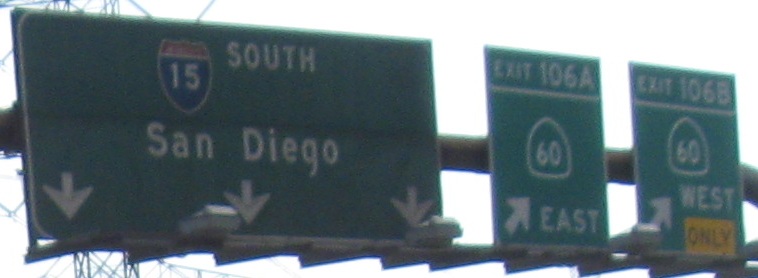 15 SOUTH
San Diego
EXIT 106A
60
EAST
EXIT 106B
60
WEST
ONLY